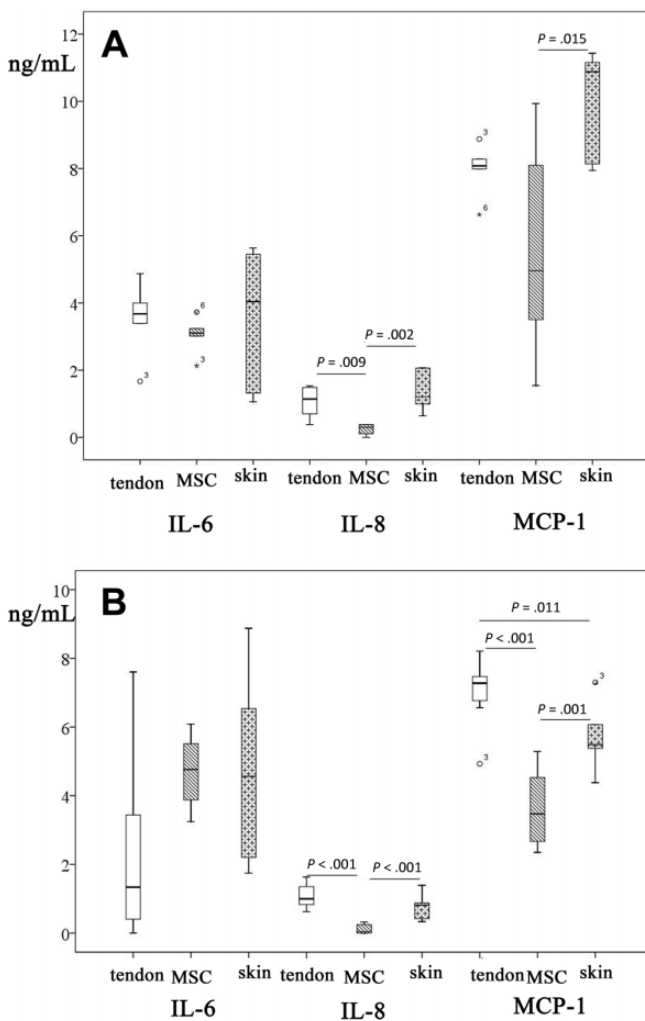 A
ng/mL
12
10
8
6
4
2
0
P = .015
P = .002
P = .009
3
6
3
6
3
tendon MSC skin tendon MSC skin tendon MSC skin
IL-6 IL-8 MCP-1
B
ng/mL
10
8
6
4
2
0
P = .011
P < .001
P = .001
P < .001 P < .001
3
3
tendon MSC skin tendon MSC skin tendon MSC skin
IL-6 IL-8 MCP-1